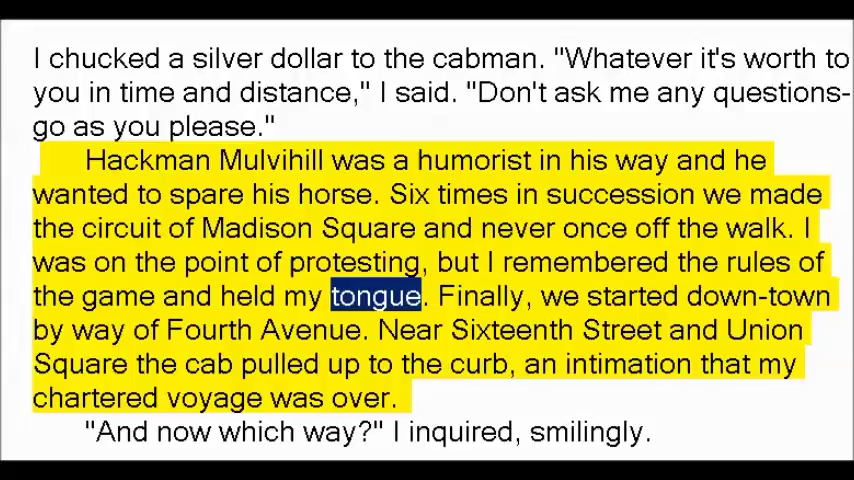 I chucked a silver dollar to the cabman. "Whatever it's worth to
you in time and distance," I said. "Don't ask me any questions-
go as you please."
Hackman Mulvihill was a humorist in his way and he
wanted to spare his horse. Six times in succession we made
the circuit of Madison Square and never once off the walk. I
was on the point of protesting, but I remembered the rules of
the game and held my tongue. Finally, we started down-town
by way of Fourth Avenue. Near Sixteenth Street and Union
Square the cab pulled up to the curb, an intimation that my
chartered voyage was over.
"And now which way?" I inquired, smilingly.